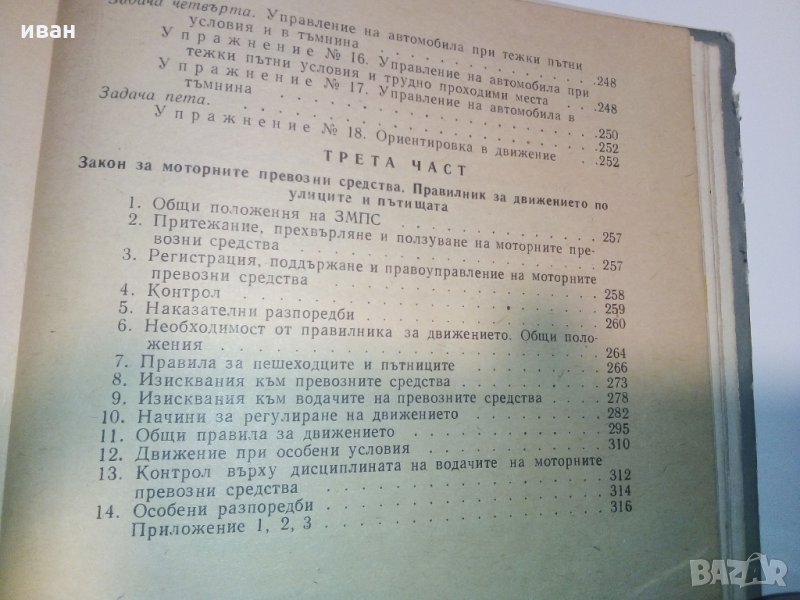 иван
Задача четвърта. Управление на автомобила при тежки пътни
условия и в тъмнина . . . . . . . . . 248
Упражнение № 16. Управление на автомобила при
тежки пътни условия и трудно проходими места . 248
Упражнение № 17. Управление на автомобила в
тъмнина . . . . . . . . . . . . 250
Задача пета. . . . . . . . . . . . . 252
Упражнение № 18. Ориентировка в движение . 252
ТРЕТА ЧАСТ
Закон за моторните превозни средства. Правилник за движението по
улиците и пътищата
1. Общи положения на ЗМПС . . . . . . . . 257
2. Притежание, прехвърляне и ползуване на моторните пре-
возни средства . . . . . . . . . . . 257
3. Регистрация, поддържане и правоуправление на моторните
превозни средства . . . . . . . . . . 258
4. Контрол . . . . . . . . . . . . . 259
5. Наказателни разпоредби . . . . . . . . . 260
6. Необходимост от правилника за движението. Общи поло-
жения . . . . . . . . . . . . . . 264
7. Правила за пешеходците и пътниците . . . . . 266
8. Изисквания към превозните средства . . . . . 273
9. Изисквания към водачите на превозните средства . . 278
10. Начини за регулиране на движението . . . . . 282
11. Общи правила за движението . . . . . . . 295
12. Движение при особени условия . . . . . . . 310
13. Контрол върху дисциплината на водачите на моторните
превозни средства . . . . . . . . . . 312
14. Особени разпоредби . . . . . . . . . . 314
Приложение 1, 2, 3 . . . . . . . . . . 316
BAZAR